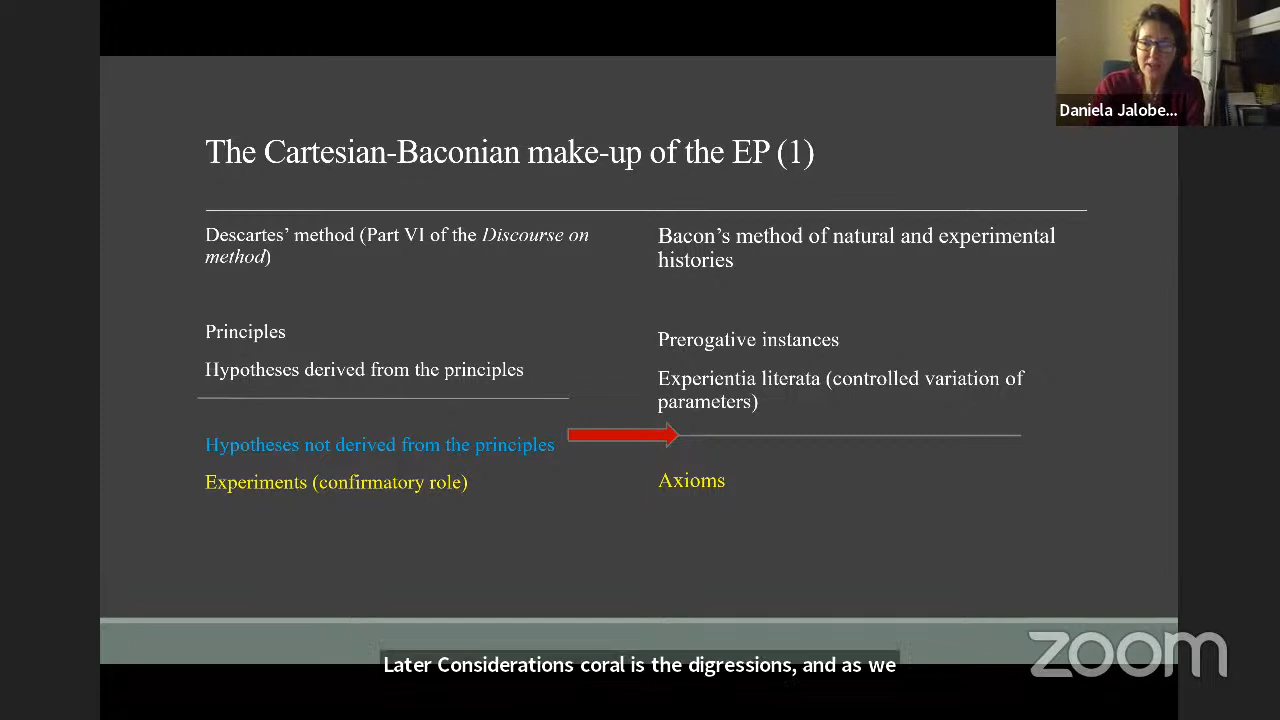 Daniela Jalobe...
The Cartesian-Baconian make-up of the EP (1)
Descartes' method (Part VI of the Discourse on
method)
Principles
Hypotheses derived from the principles
Hypotheses not derived from the principles
Experiments (confirmatory role)
Bacon's method of natural and experimental
histories
Prerogative instances
Experientia literata (controlled variation of
parameters)
Axioms
Later Considerations coral is the digressions, and as we
zoom